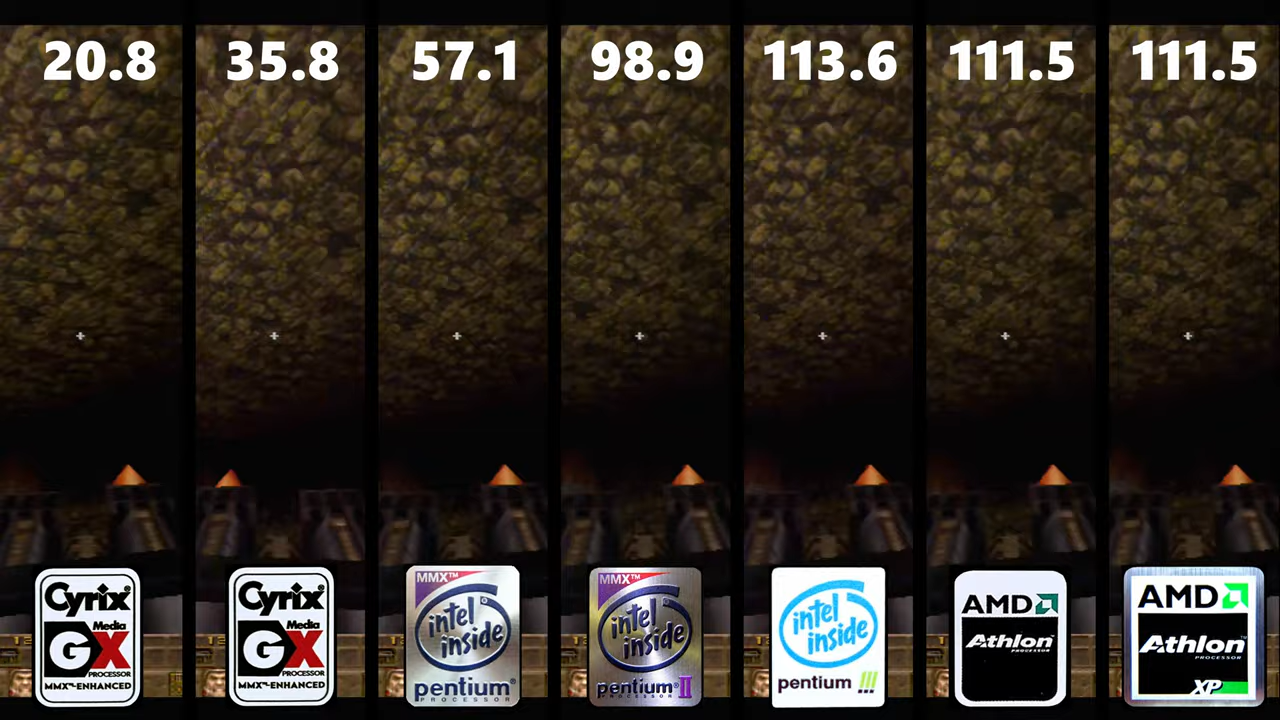 20.8 35.8 57.1 98.9 113.6 111.5 111.5
Cyrix
Media
GX
PROCESSOR
MMX™-ENHANCED
Cyrix
Media
GX
PROCESSOR
MMX™-ENHANCED
MMX™
intel
inside
pentium®
PROCESSOR
MMX™
intel
inside
pentium® II
PROCESSOR
intel
inside
pentium III
AMD
Athlon
PROCESSOR
AMD
Athlon™
PROCESSOR
XP